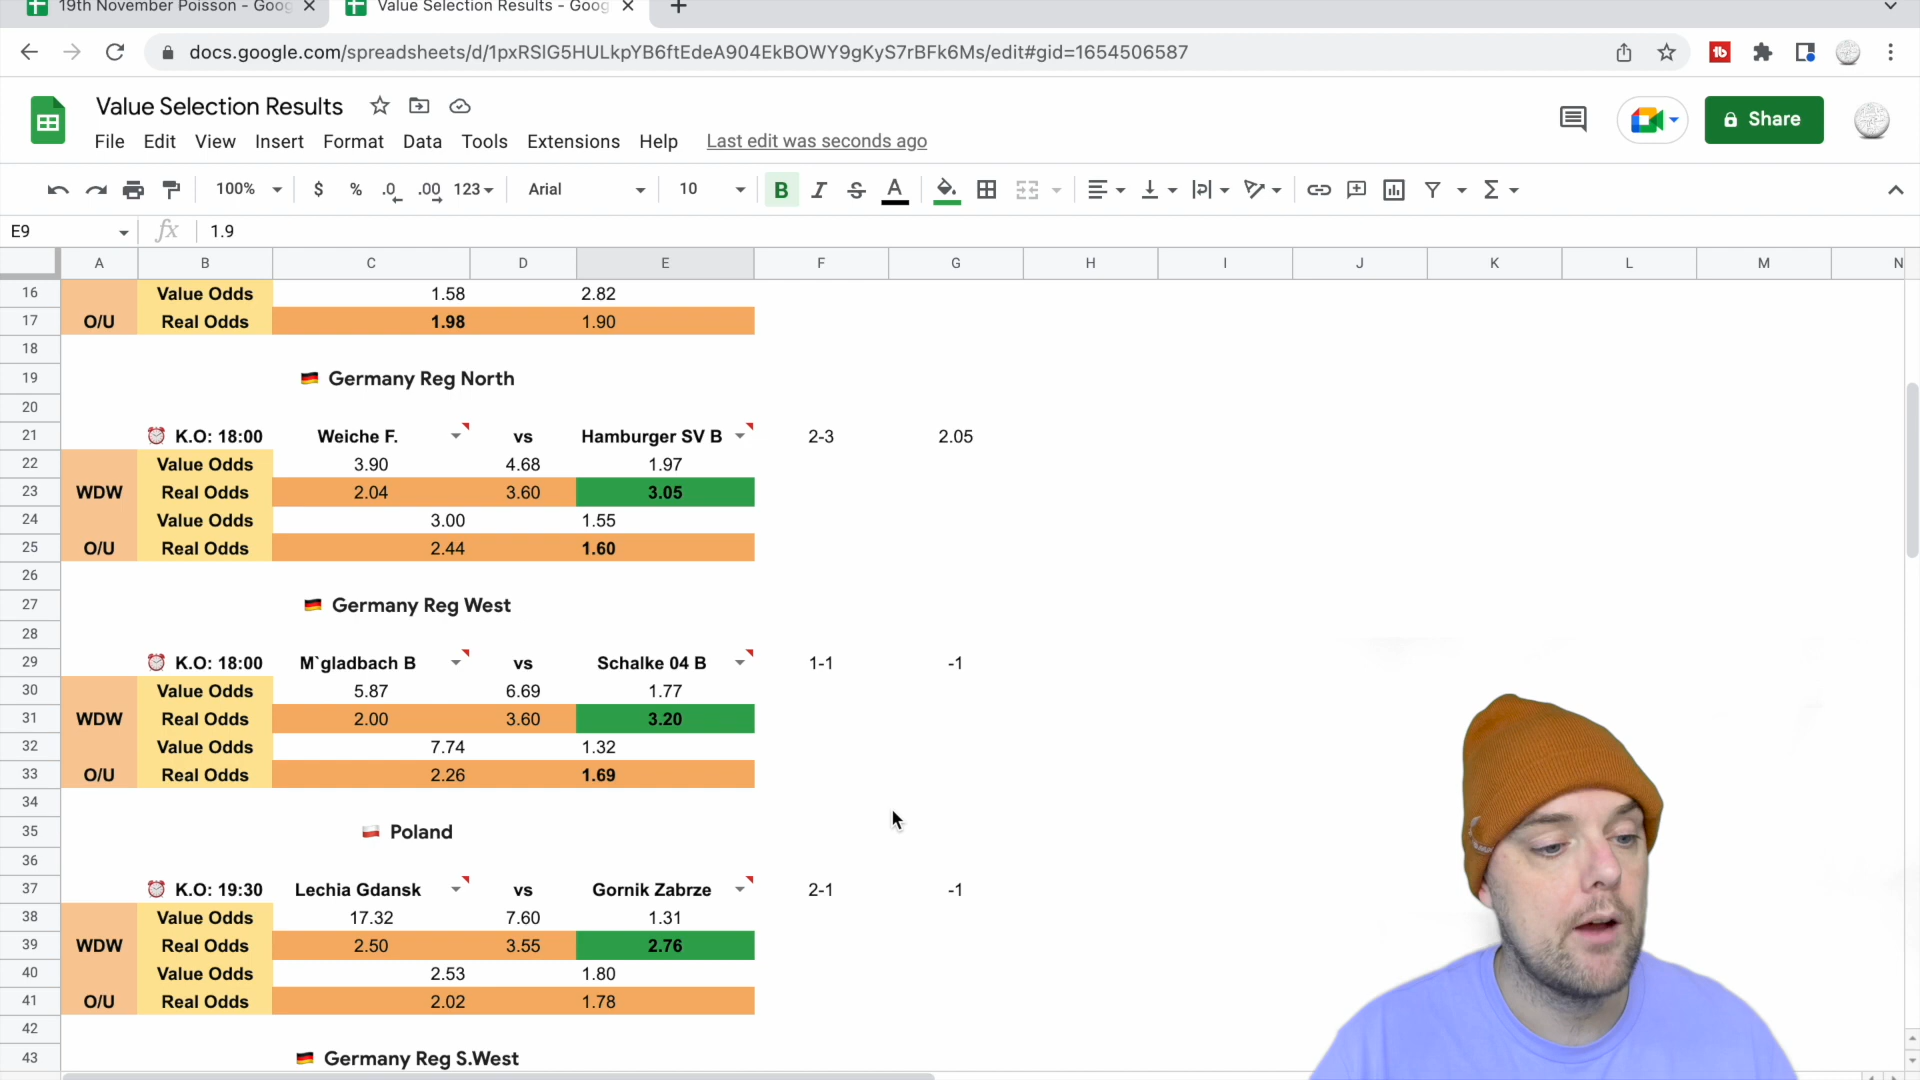 19th November Poisson - Goog
Value Selection Results - Goog
docs.google.com/spreadsheets/d/1pxRSlG5HULkpYB6ftEdeA904EkBOWY9gKyS7rBFk6Ms/edit#gid=1654506587
Value Selection Results
Share
File Edit View Insert Format Data Tools Extensions Help Last edit was seconds ago
100% $ % .0 .00 123 Arial 10 B I S A
E9 fx 1.9
A B C D E F G H I J K L M N
16 Value Odds 1.58 2.82
17 O/U Real Odds 1.98 1.90
18
19 Germany Reg North
20
21 K.O: 18:00 Weiche F. vs Hamburger SV B 2-3 2.05
22 Value Odds 3.90 4.68 1.97
23 WDW Real Odds 2.04 3.60 3.05
24 Value Odds 3.00 1.55
25 O/U Real Odds 2.44 1.60
26
27 Germany Reg West
28
29 K.O: 18:00 M`gladbach B vs Schalke 04 B 1-1 -1
30 Value Odds 5.87 6.69 1.77
31 WDW Real Odds 2.00 3.60 3.20
32 Value Odds 7.74 1.32
33 O/U Real Odds 2.26 1.69
34
35 Poland
36
37 K.O: 19:30 Lechia Gdansk vs Gornik Zabrze 2-1 -1
38 Value Odds 17.32 7.60 1.31
39 WDW Real Odds 2.50 3.55 2.76
40 Value Odds 2.53 1.80
41 O/U Real Odds 2.02 1.78
42
43 Germany Reg S.West